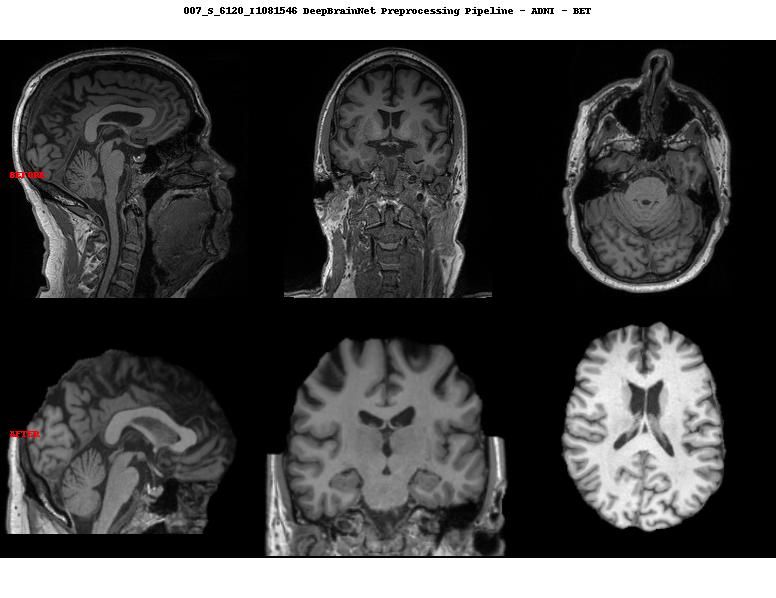 007_S_6120_I1081546 DeepBrainNet Preprocessing Pipeline - ADNI - BET
BEFORE
AFTER